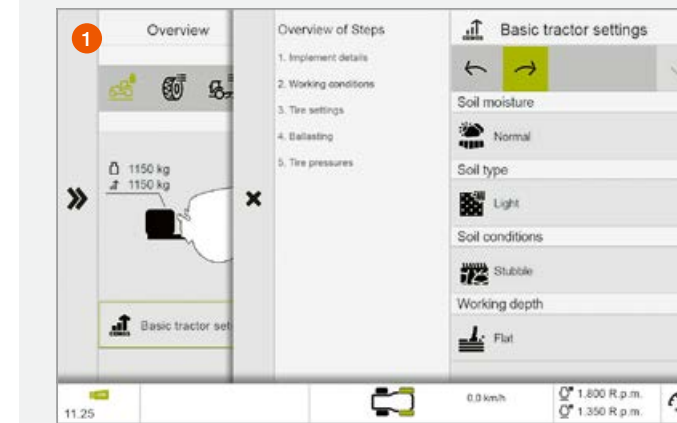 1
Overview
1150 kg
1150 kg
Basic tractor set
Overview of Steps
1. Implement details
2. Working conditions
3. Tire settings
4. Ballasting
5. Tire pressures
Basic tractor settings
Soil moisture
Normal
Soil type
Light
Soil conditions
Stubble
Working depth
Flat
11.25
0,0 km/h
1.800 R.p.m.
1.350 R.p.m.